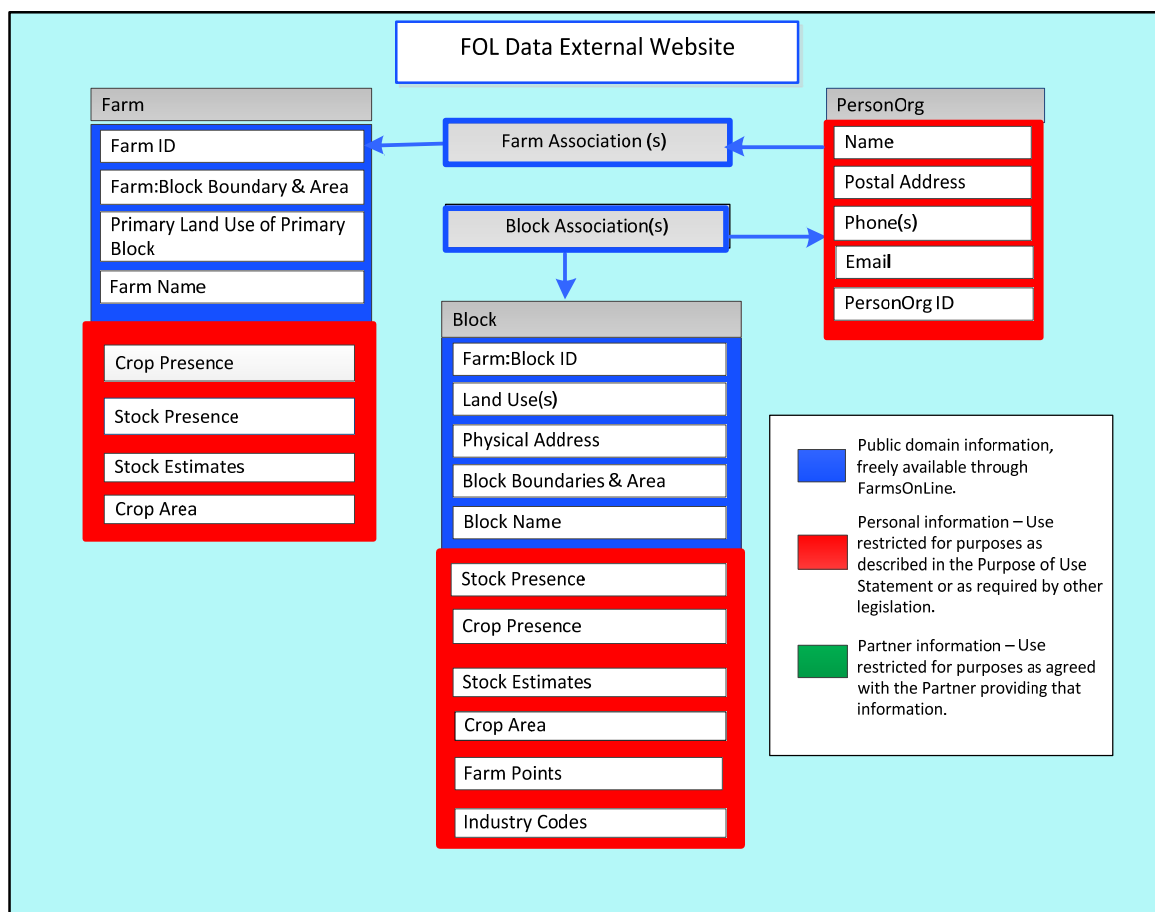 FOL Data External Website
Farm
Farm ID
Farm:Block Boundary & Area
Primary Land Use of Primary
Block
Farm Name
Crop Presence
Stock Presence
Stock Estimates
Crop Area
Farm Association (s)
Block Association(s)
Block
Farm:Block ID
Land Use(s)
Physical Address
Block Boundaries & Area
Block Name
Stock Presence
Crop Presence
Stock Estimates
Crop Area
Farm Points
Industry Codes
PersonOrg
Name
Postal Address
Phone(s)
Email
PersonOrg ID
Public domain information,
freely available through
FarmsOnLine.
Personal information – Use
restricted for purposes as
described in the Purpose of Use
Statement or as required by other
legislation.
Partner information – Use
restricted for purposes as agreed
with the Partner providing that
information.